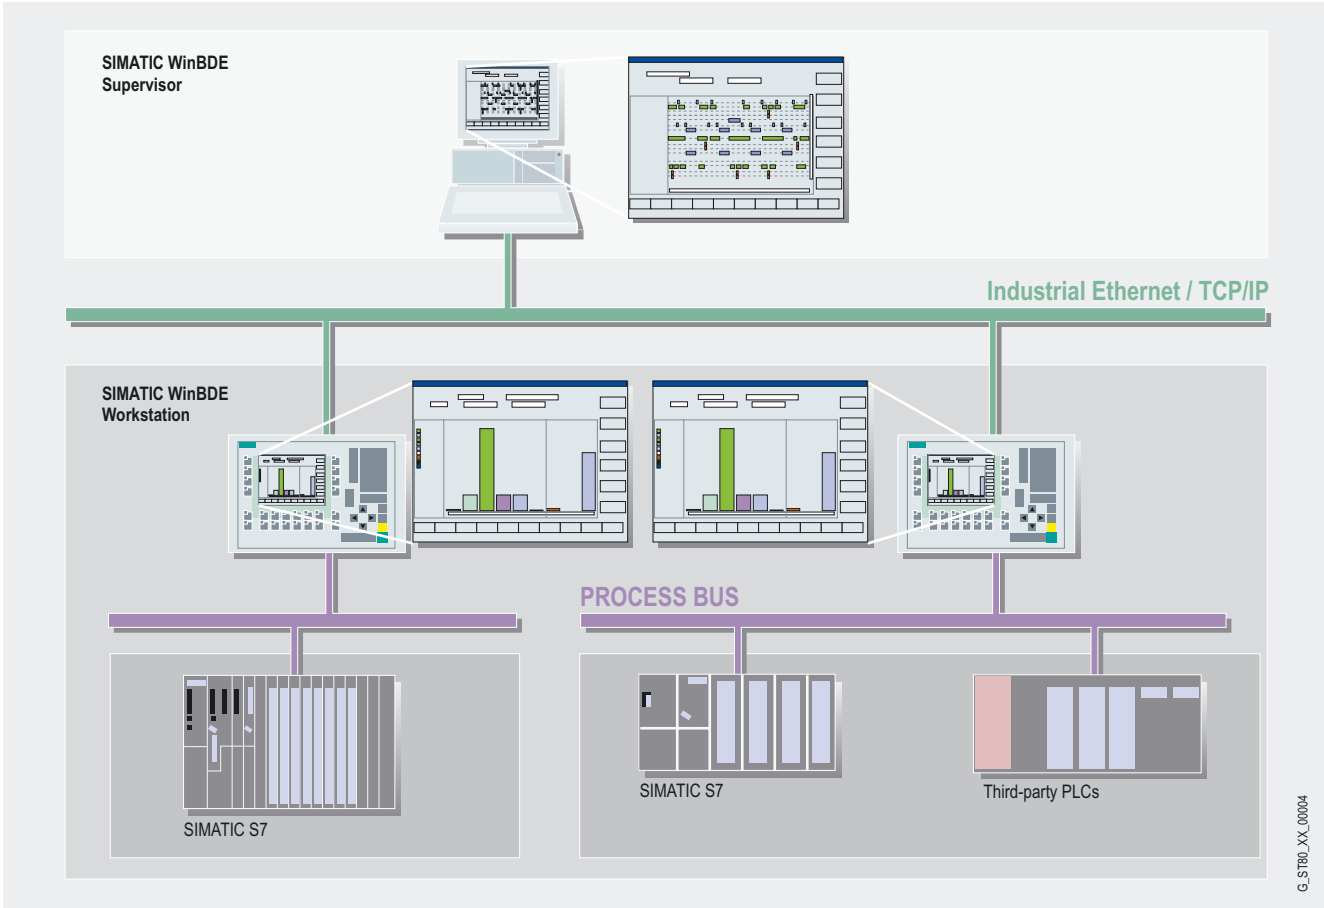 SIMATIC WinBDE
Supervisor
Industrial Ethernet / TCP/IP
SIMATIC WinBDE
Workstation
PROCESS BUS
SIMATIC S7
SIMATIC S7
Third-party PLCs
G_ST80_XX_00004